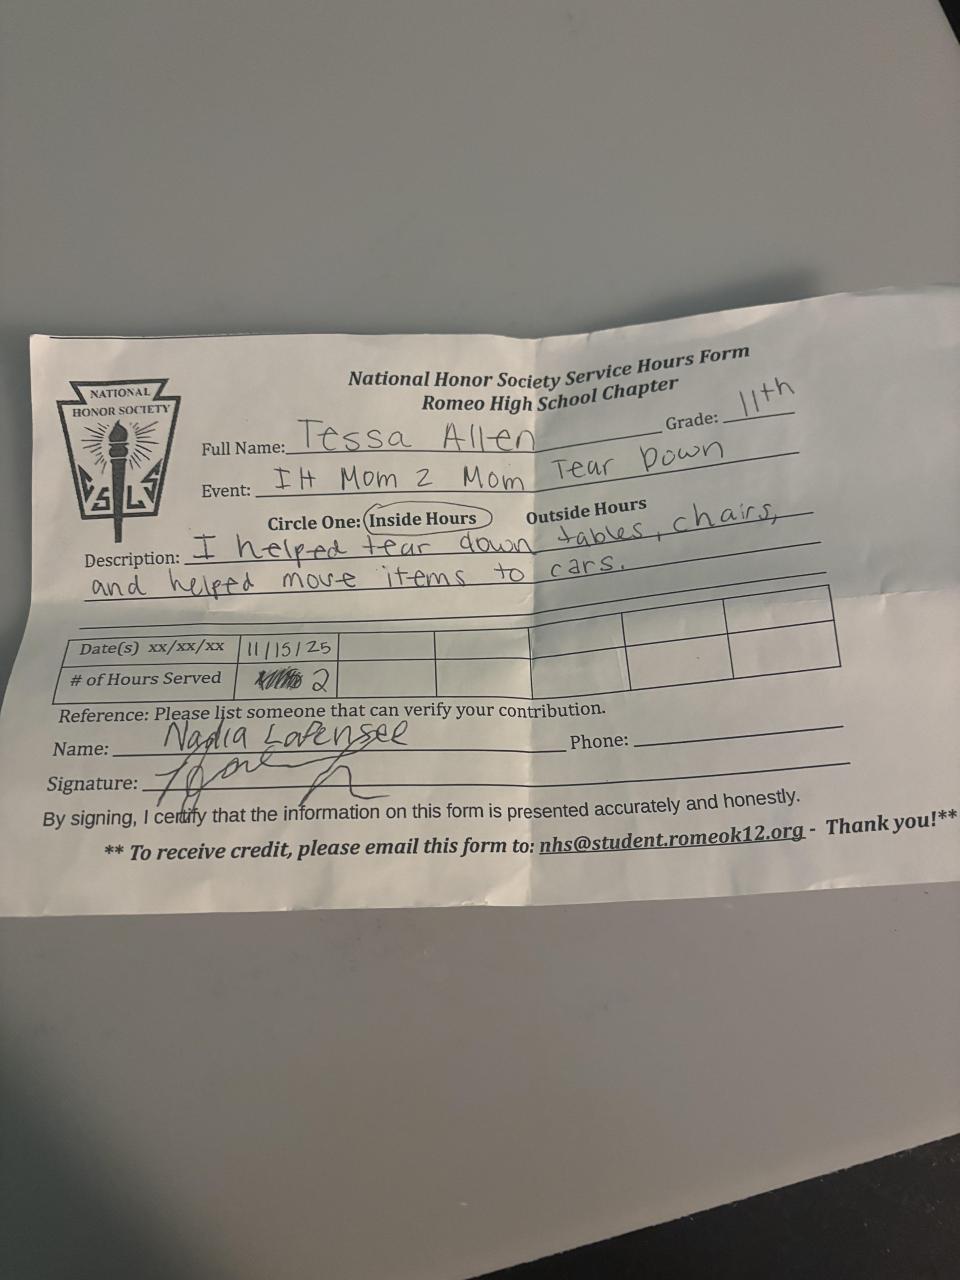 National Honor Society Service Hours Form
Romeo High School Chapter
NATIONAL
HONOR SOCIETY
S L S
Full Name: Tessa Allen Grade: 11th
Event: IH Mom 2 Mom Tear Down
Circle One: Inside Hours Outside Hours
Description: I helped tear down tables, chairs,
and helped move items to cars.
Date(s) xx/xx/xx 11/15/25
# of Hours Served 2
Reference: Please list someone that can verify your contribution.
Name: Nadia Lafensee Phone:
Signature:
By signing, I certify that the information on this form is presented accurately and honestly.
** To receive credit, please email this form to: nhs@student.romeok12.org - Thank you!**